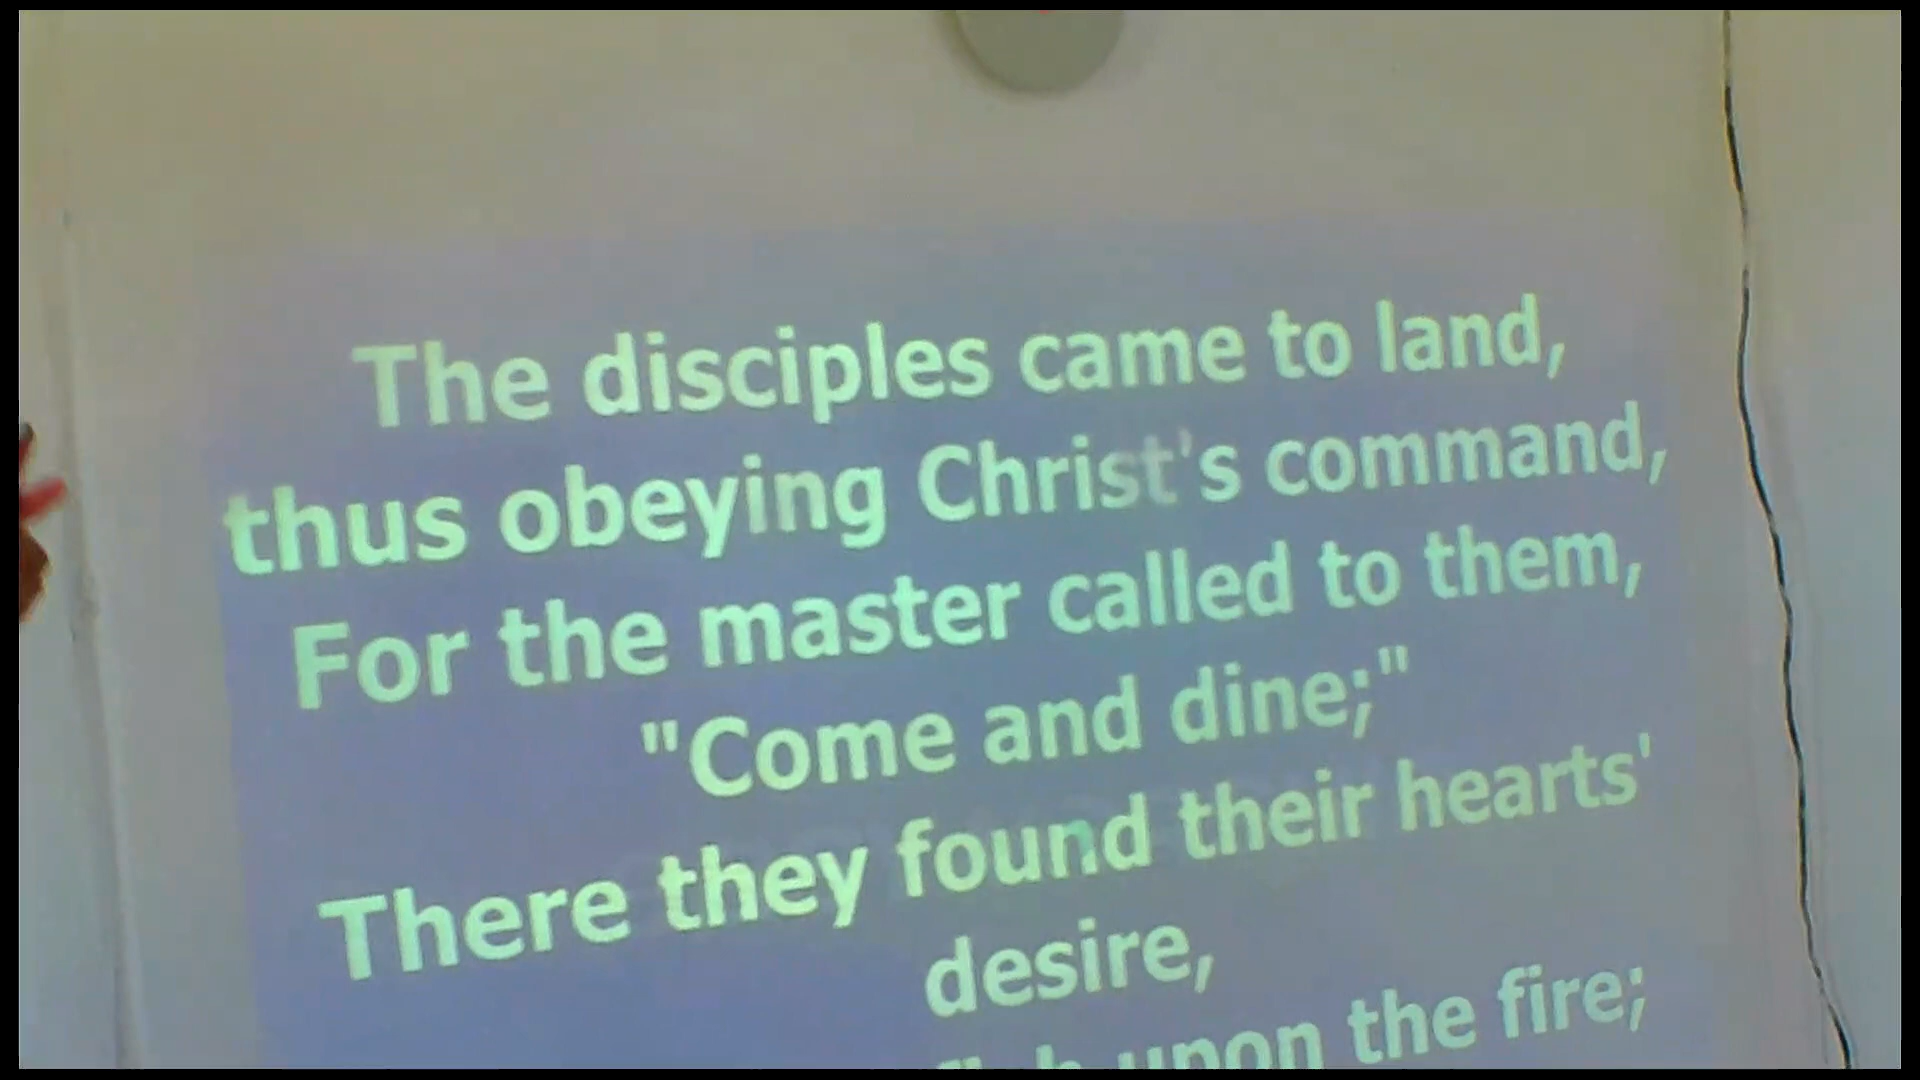 The disciples came to land,
thus obeying Christ's command,
For the master called to them,
"Come and dine;"
There they found their hearts'
desire,
upon the fire;